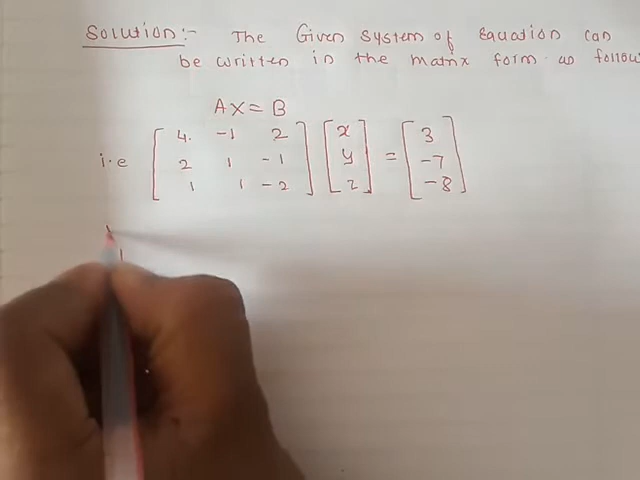 Solution:- The Given System of Equation can
be written in the matrix form as follow
AX = B
i.e [ 4. -1 2 ] [ x ] = [ 3 ]
[ 2 1 -1 ] [ y ] [ -7 ]
[ 1 1 -2 ] [ z ] [ -8 ]